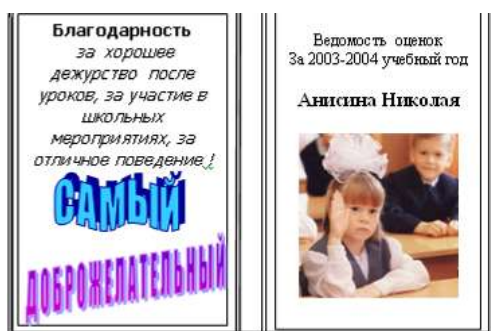 Благодарность
за хорошее
дежурство после
уроков, за участие в
школьных
мероприятиях, за
отличное поведение!
САМЫЙ
ДОБРОЖЕЛАТЕЛЬНЫЙ
Ведомость оценок
За 2003-2004 учебный год
Анисина Николая